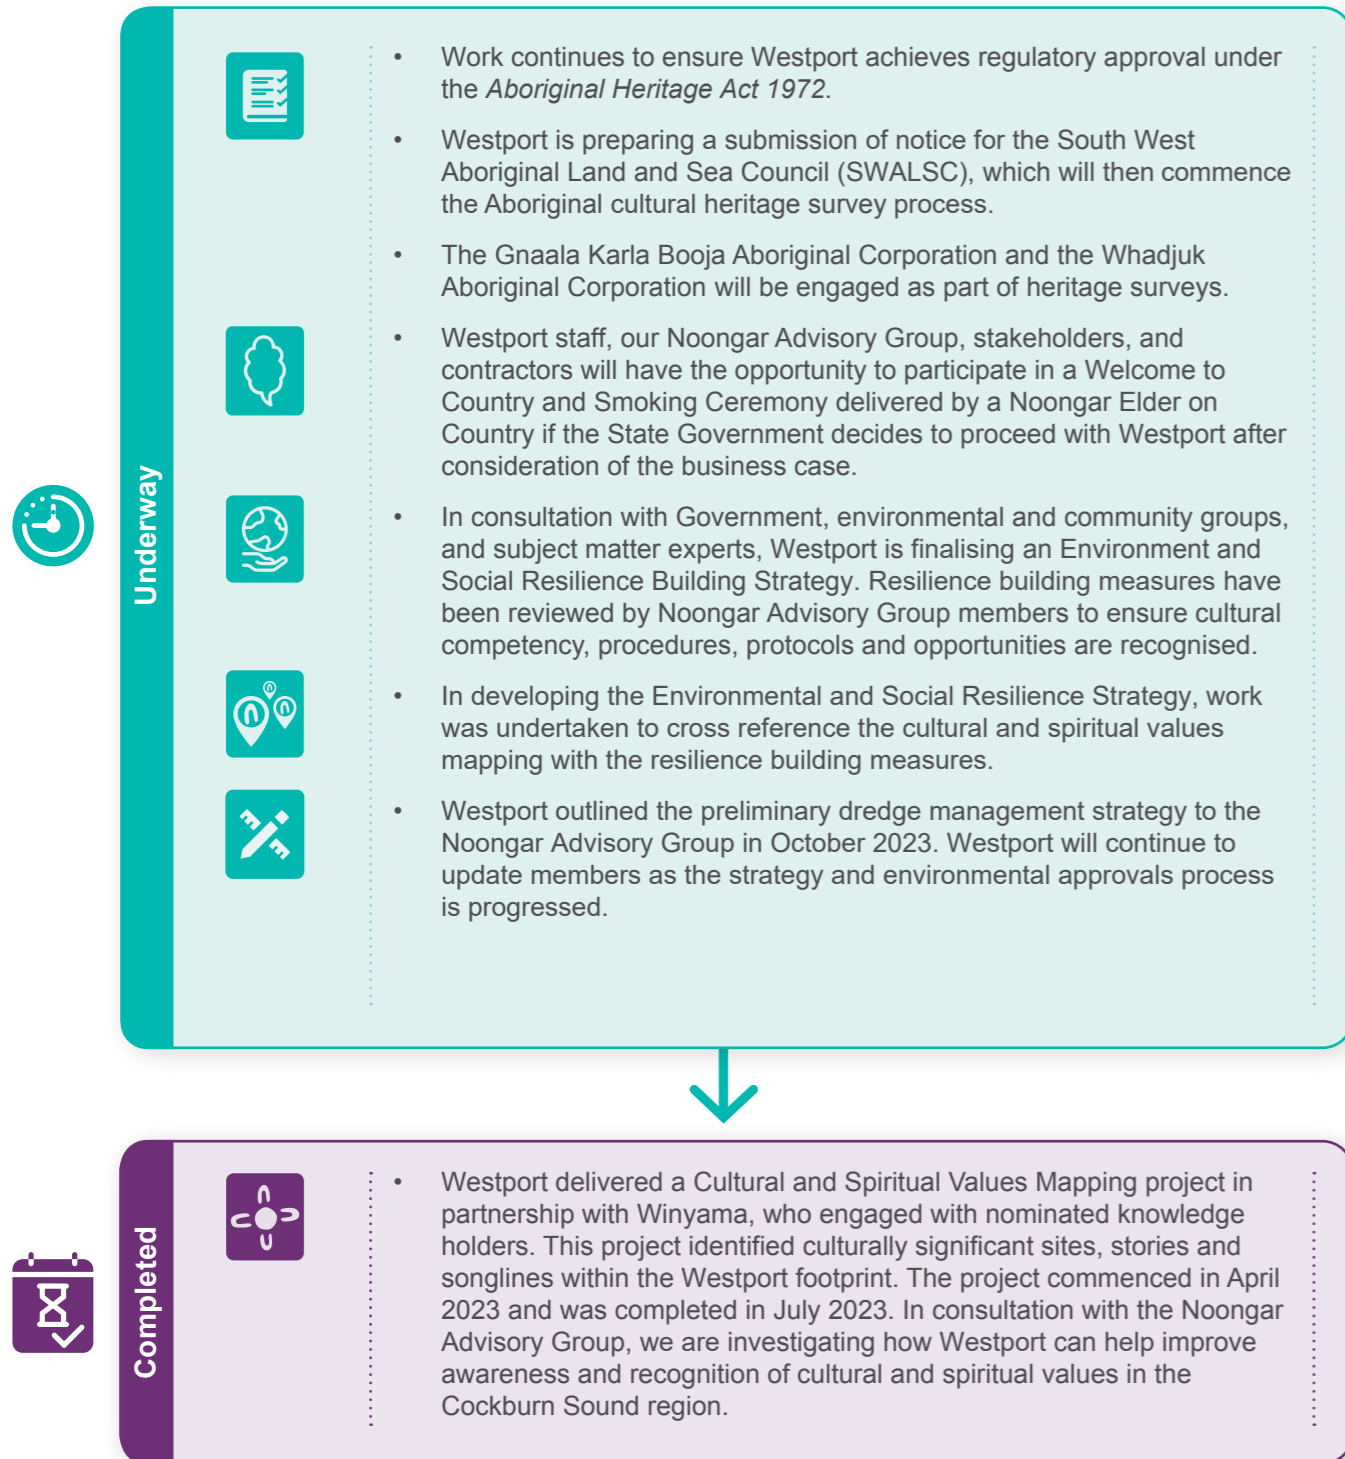 Underway
• Work continues to ensure Westport achieves regulatory approval under
the Aboriginal Heritage Act 1972.
• Westport is preparing a submission of notice for the South West
Aboriginal Land and Sea Council (SWALSC), which will then commence
the Aboriginal cultural heritage survey process.
• The Gnaala Karla Booja Aboriginal Corporation and the Whadjuk
Aboriginal Corporation will be engaged as part of heritage surveys.
• Westport staff, our Noongar Advisory Group, stakeholders, and
contractors will have the opportunity to participate in a Welcome to
Country and Smoking Ceremony delivered by a Noongar Elder on
Country if the State Government decides to proceed with Westport after
consideration of the business case.
• In consultation with Government, environmental and community groups,
and subject matter experts, Westport is finalising an Environment and
Social Resilience Building Strategy. Resilience building measures have
been reviewed by Noongar Advisory Group members to ensure cultural
competency, procedures, protocols and opportunities are recognised.
• In developing the Environmental and Social Resilience Strategy, work
was undertaken to cross reference the cultural and spiritual values
mapping with the resilience building measures.
• Westport outlined the preliminary dredge management strategy to the
Noongar Advisory Group in October 2023. Westport will continue to
update members as the strategy and environmental approvals process
is progressed.
Completed
• Westport delivered a Cultural and Spiritual Values Mapping project in
partnership with Winyama, who engaged with nominated knowledge
holders. This project identified culturally significant sites, stories and
songlines within the Westport footprint. The project commenced in April
2023 and was completed in July 2023. In consultation with the Noongar
Advisory Group, we are investigating how Westport can help improve
awareness and recognition of cultural and spiritual values in the
Cockburn Sound region.